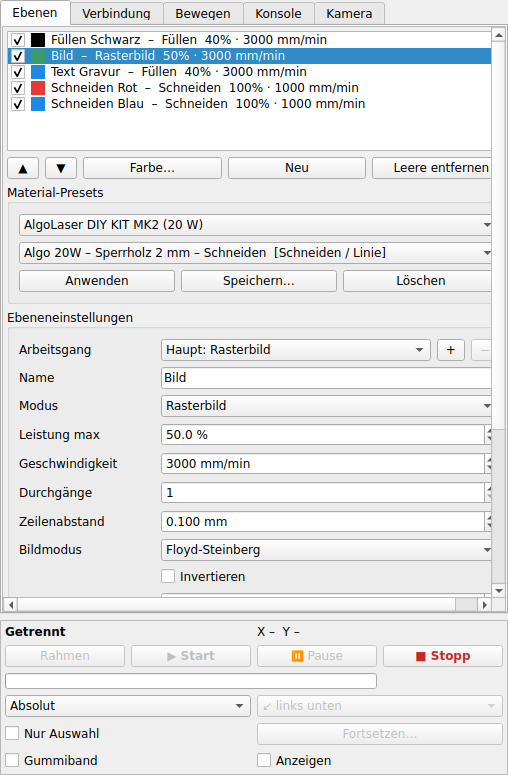 Ebenen Verbindung Bewegen Konsole Kamera
Füllen Schwarz – Füllen 40% · 3000 mm/min
Bild – Rasterbild 50% · 3000 mm/min
Text Gravur – Füllen 40% · 3000 mm/min
Schneiden Rot – Schneiden 100% · 1000 mm/min
Schneiden Blau – Schneiden 100% · 1000 mm/min
▲ ▼ Farbe... Neu Leere entfernen
Material-Presets
AlgoLaser DIY KIT MK2 (20 W)
Algo 20W – Sperrholz 2 mm – Schneiden [Schneiden / Linie]
Anwenden Speichern... Löschen
Ebeneneinstellungen
Arbeitsgang Haupt: Rasterbild + −
Name Bild
Modus Rasterbild
Leistung max 50.0 %
Geschwindigkeit 3000 mm/min
Durchgänge 1
Zeilenabstand 0.100 mm
Bildmodus Floyd-Steinberg
Invertieren
Getrennt X – Y –
Rahmen ▶ Start ⏸ Pause ■ Stopp
Absolut ↙ links unten
Nur Auswahl Fortsetzen...
Gummiband Anzeigen